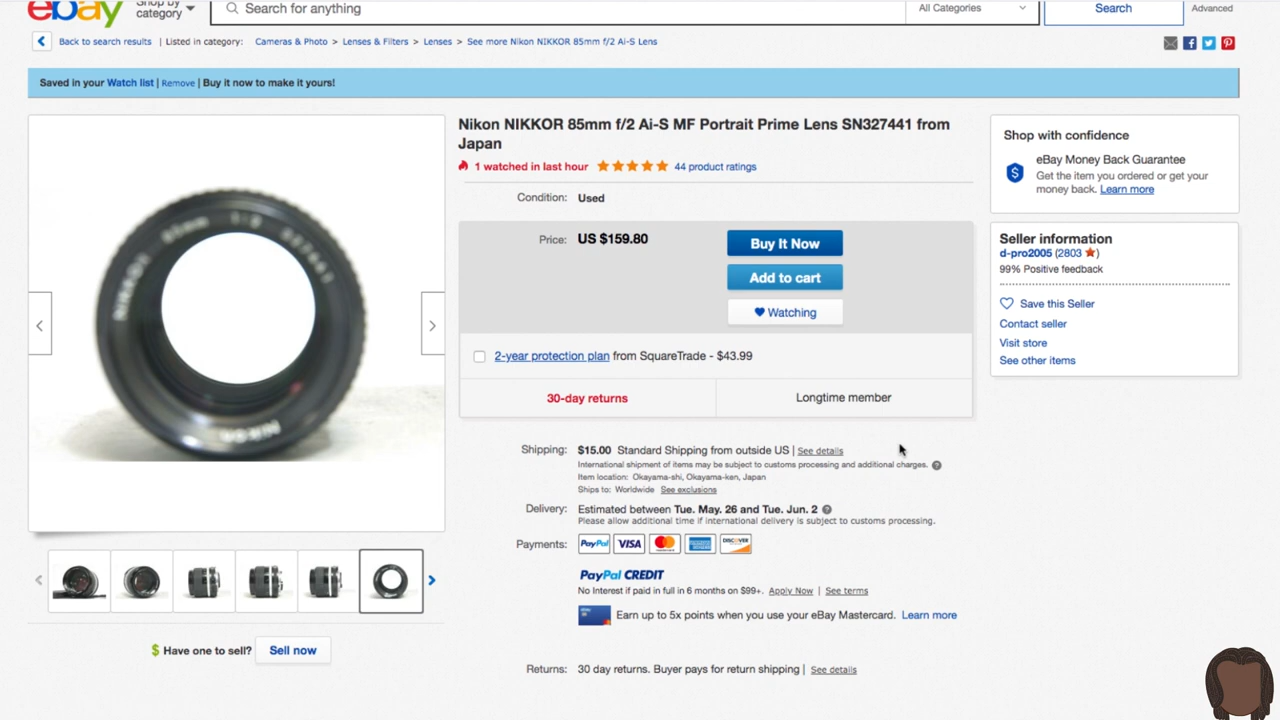 ebay
Shop by
category
Search for anything
All Categories
Search
Advanced
Back to search results | Listed in category: Cameras & Photo > Lenses & Filters > Lenses > See more Nikon NIKKOR 85mm f/2 Ai-S Lens
Saved in your Watch list | Remove | Buy it now to make it yours!
Nikon NIKKOR 85mm f/2 Ai-S MF Portrait Prime Lens SN327441 from
Japan
1 watched in last hour
44 product ratings
Condition: Used
Price: US $159.80
Buy It Now
Add to cart
Watching
2-year protection plan from SquareTrade - $43.99
30-day returns
Longtime member
Shipping: $15.00 Standard Shipping from outside US | See details
International shipment of items may be subject to customs processing and additional charges. ?
Item location: Okayama-shi, Okayama-ken, Japan
Ships to: Worldwide See exclusions
Delivery: Estimated between Tue. May. 26 and Tue. Jun. 2 ?
Please allow additional time if international delivery is subject to customs processing.
Payments: PayPal VISA MasterCard AMERICAN EXPRESS DISCOVER
PayPal CREDIT
No Interest if paid in full in 6 months on $99+. Apply Now | See terms
Earn up to 5x points when you use your eBay Mastercard. Learn more
Returns: 30 day returns. Buyer pays for return shipping | See details
Shop with confidence
eBay Money Back Guarantee
Get the item you ordered or get your
money back. Learn more
Seller information
d-pro2005 (2803)
99% Positive feedback
Save this Seller
Contact seller
Visit store
See other items
$ Have one to sell? Sell now